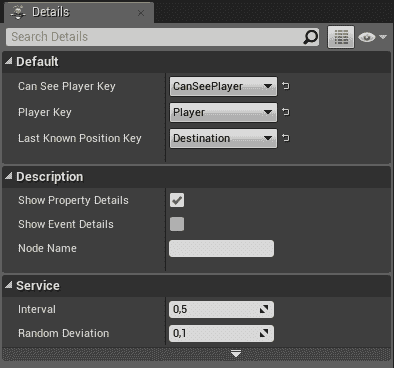 Details
Search Details
Default
Can See Player Key CanSeePlayer
Player Key Player
Last Known Position Key Destination
Description
Show Property Details
Show Event Details
Node Name
Service
Interval 0,5
Random Deviation 0,1